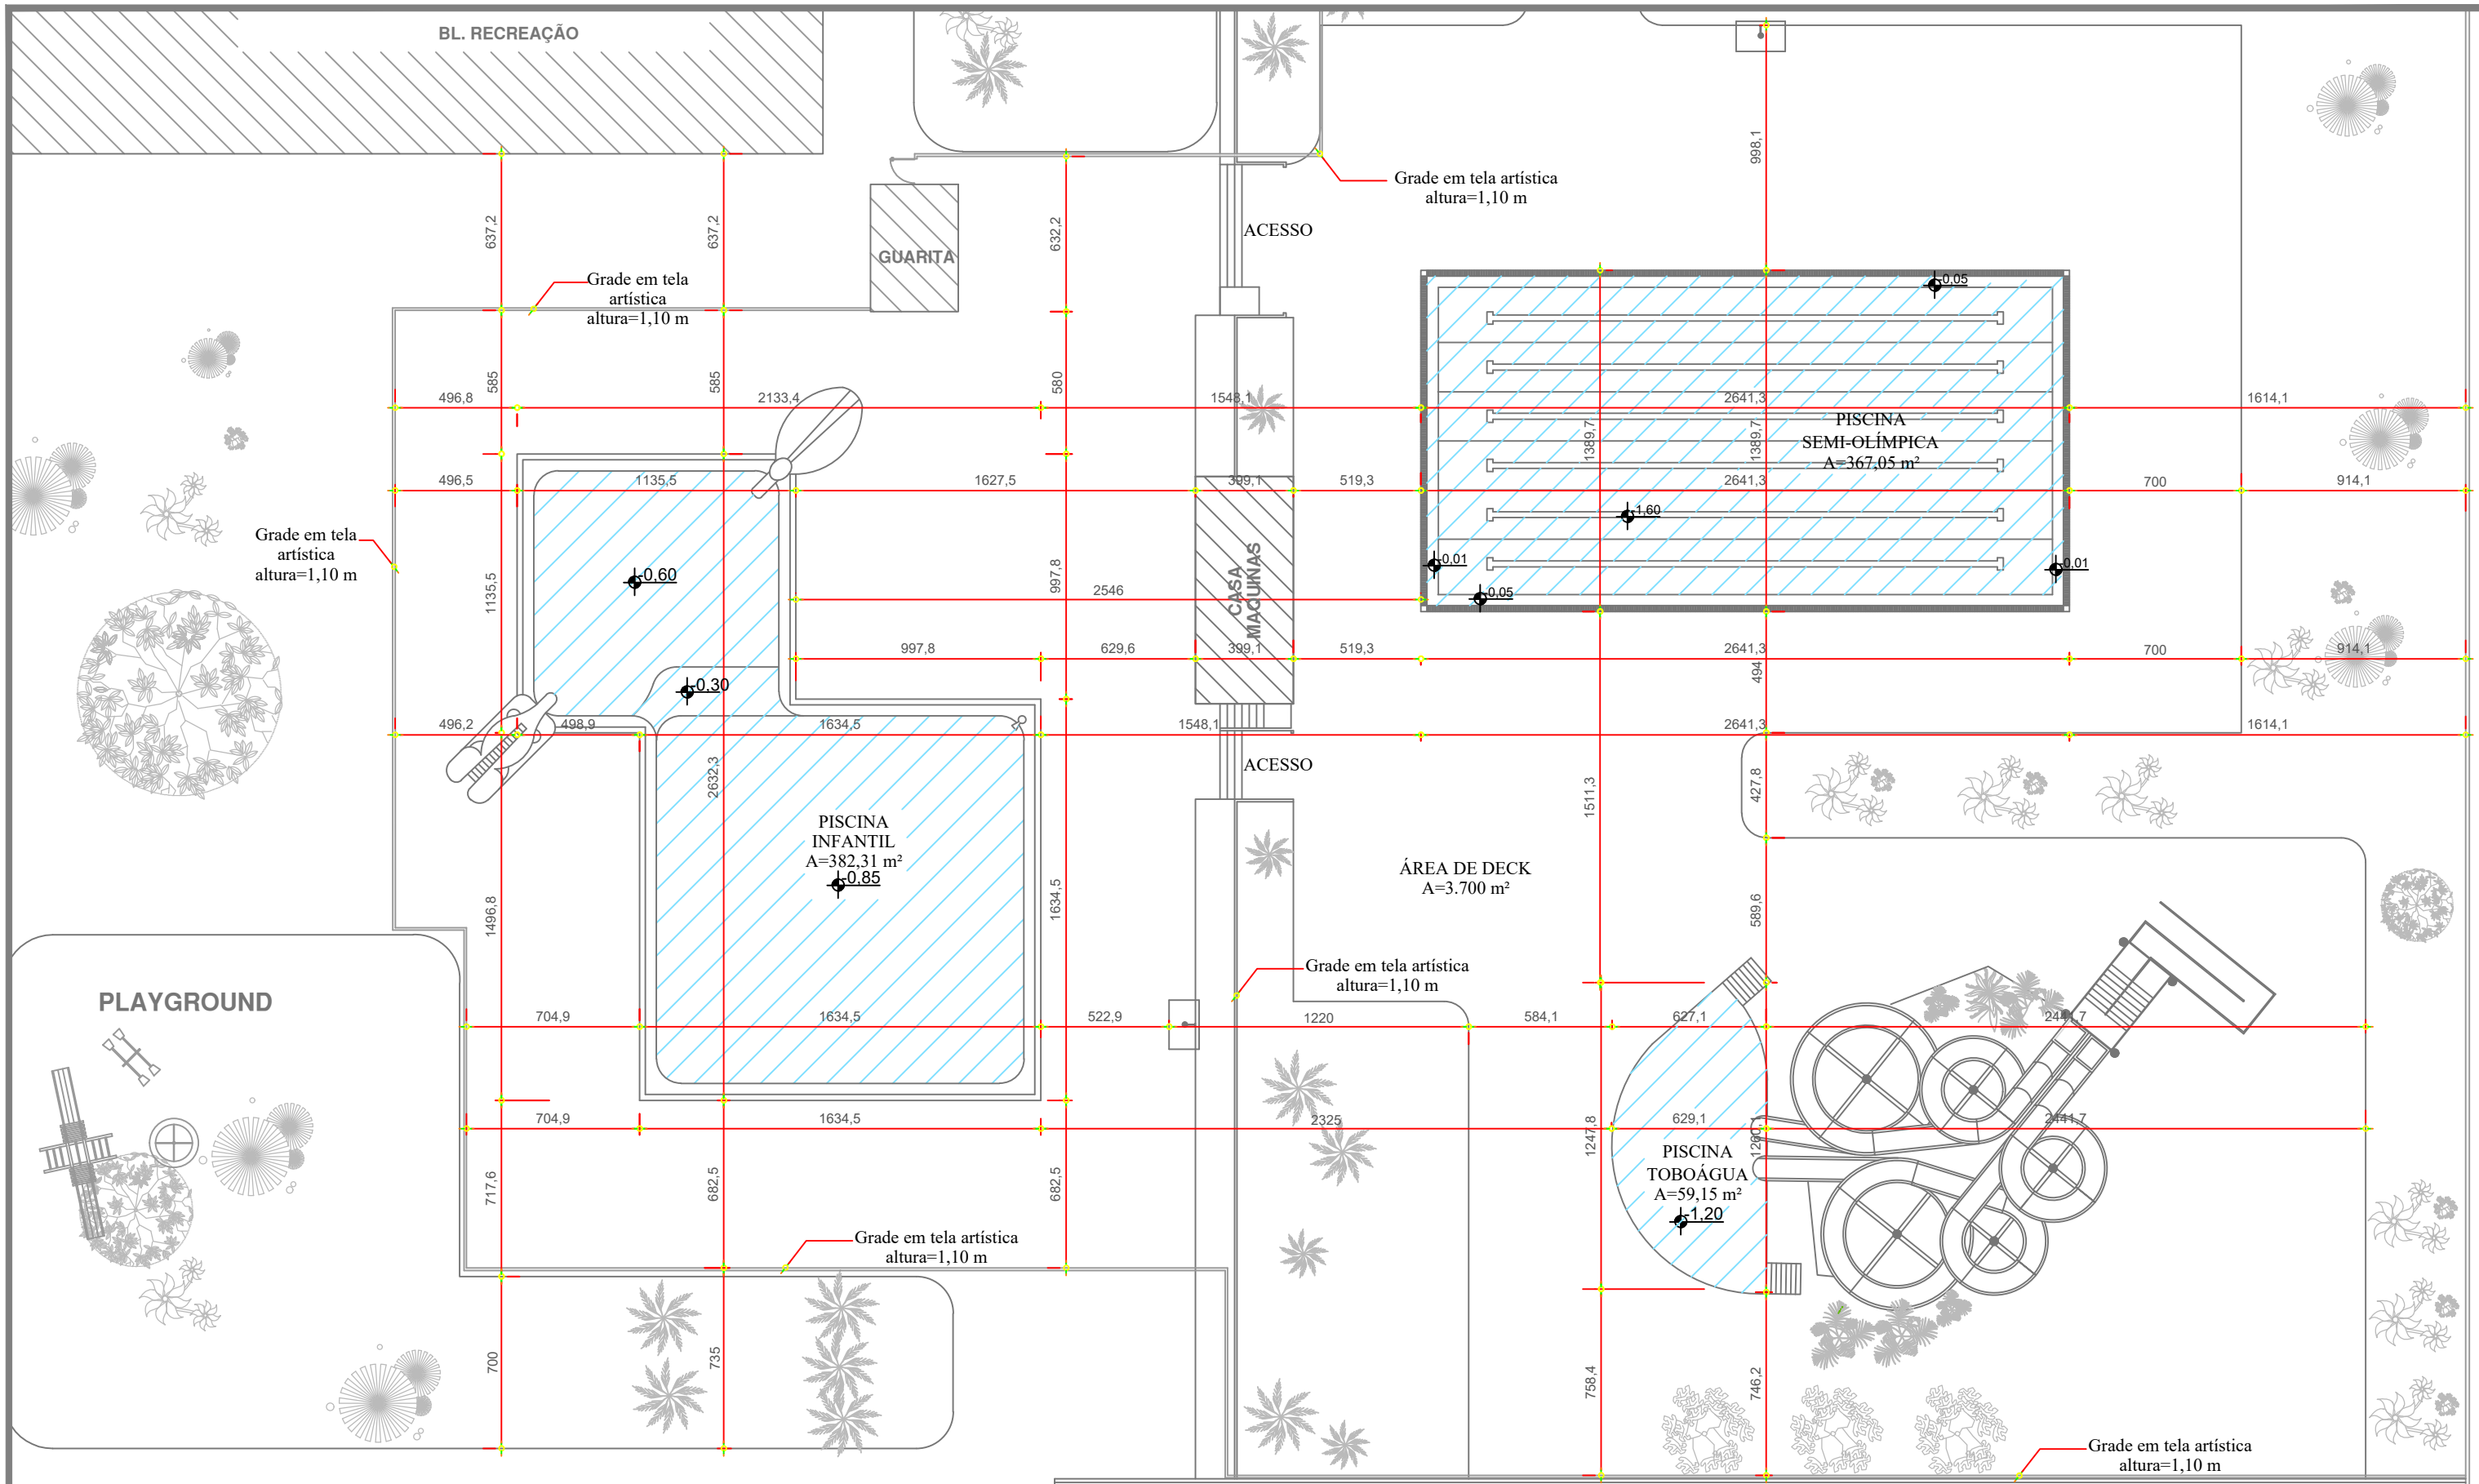 BL. RECREAÇÃO
998,1
Grade em tela artística
altura=1,10 m
637,2
637,2
632,2
ACESSO
GUARITA
Grade em tela
artística
altura=1,10 m
-0,05
585
585
580
496,8
2133,4
1548,1
2641,3
1614,1
1389,7
1389,7
PISCINA
SEMI-OLÍMPICA
A=367,05 m²
496,5
1135,5
1627,5
399,1
519,3
2641,3
700
914,1
-1,60
Grade em tela
artística
altura=1,10 m
-0,60
1135,5
997,8
2546
CASA
MAQUINAS
-0,01
-0,01
-0,05
997,8
629,6
399,1
519,3
2641,3
494
700
914,1
-0,30
496,2
498,9
1634,5
1548,1
2641,3
1614,1
2632,3
ACESSO
1511,3
427,8
PISCINA
INFANTIL
A=382,31 m²
-0,85
ÁREA DE DECK
A=3.700 m²
1496,8
1634,5
589,6
Grade em tela artística
altura=1,10 m
PLAYGROUND
704,9
1634,5
522,9
1220
584,1
627,1
2441,7
704,9
1634,5
2325
629,1
2441,7
1247,8
1260,1
PISCINA
TOBOÁGUA
A=59,15 m²
-1,20
717,6
682,5
682,5
Grade em tela artística
altura=1,10 m
700
735
758,4
746,2
Grade em tela artística
altura=1,10 m